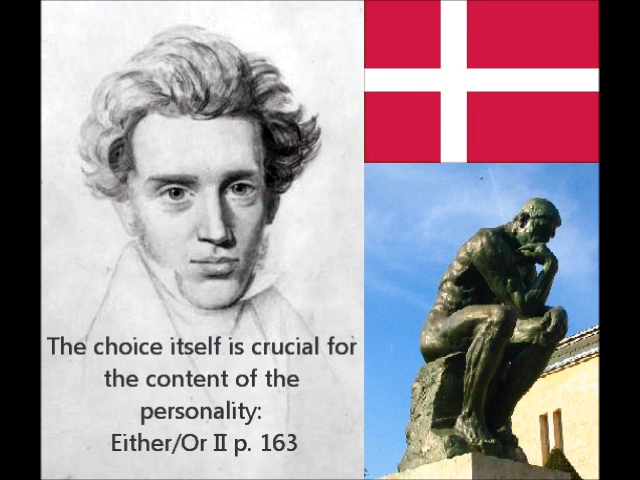 The choice itself is crucial for
the content of the
personality:
Either/Or II p. 163